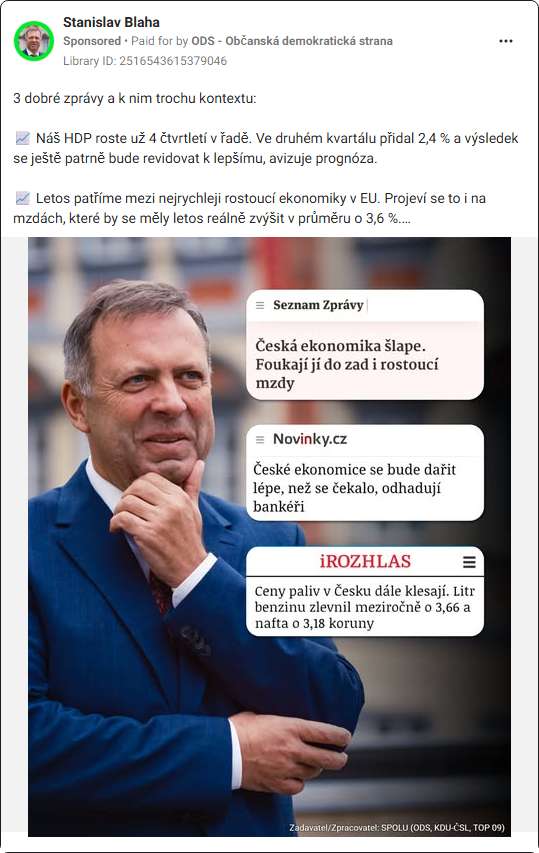 Stanislav Blaha
Sponsored • Paid for by ODS - Občanská demokratická strana
Library ID: 2516543615379046
3 dobré zprávy a k nim trochu kontextu:
📈 Náš HDP roste už 4 čtvrtletí v řadě. Ve druhém kvartálu přidal 2,4 % a výsledek
se ještě patrně bude revidovat k lepšímu, avizuje prognóza.
📈 Letos patříme mezi nejrychleji rostoucí ekonomiky v EU. Projeví se to i na
mzdách, které by se měly letos reálně zvýšit v průměru o 3,6 %....
Seznam Zprávy
Česká ekonomika šlape.
Foukají jí do zad i rostoucí
mzdy
Novinky.cz
České ekonomice se bude dařit
lépe, než se čekalo, odhadují
bankéři
iROZHLAS
Ceny paliv v Česku dále klesají. Litr
benzinu zlevnil meziročně o 3,66 a
nafta o 3,18 koruny
Zadavatel/Zpracovatel: SPOLU (ODS, KDU-ČSL, TOP 09)